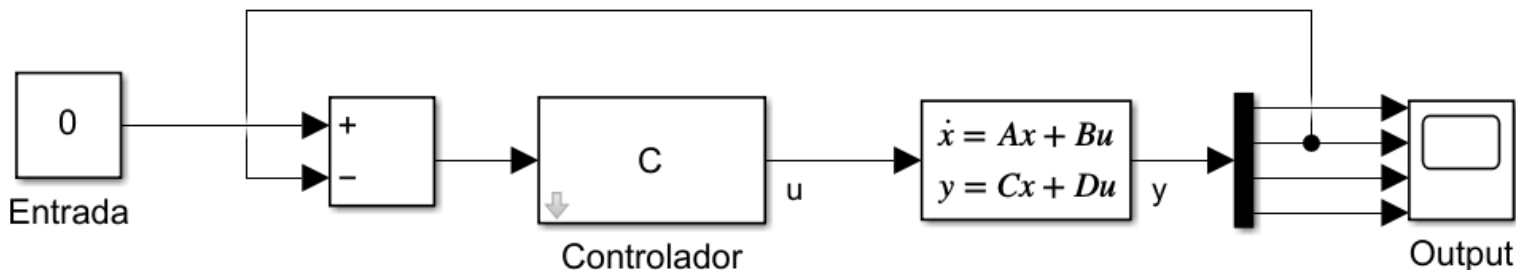 0
Entrada
+
−
C
Controlador
u
ẋ = Ax + Bu
y = Cx + Du
y
Output